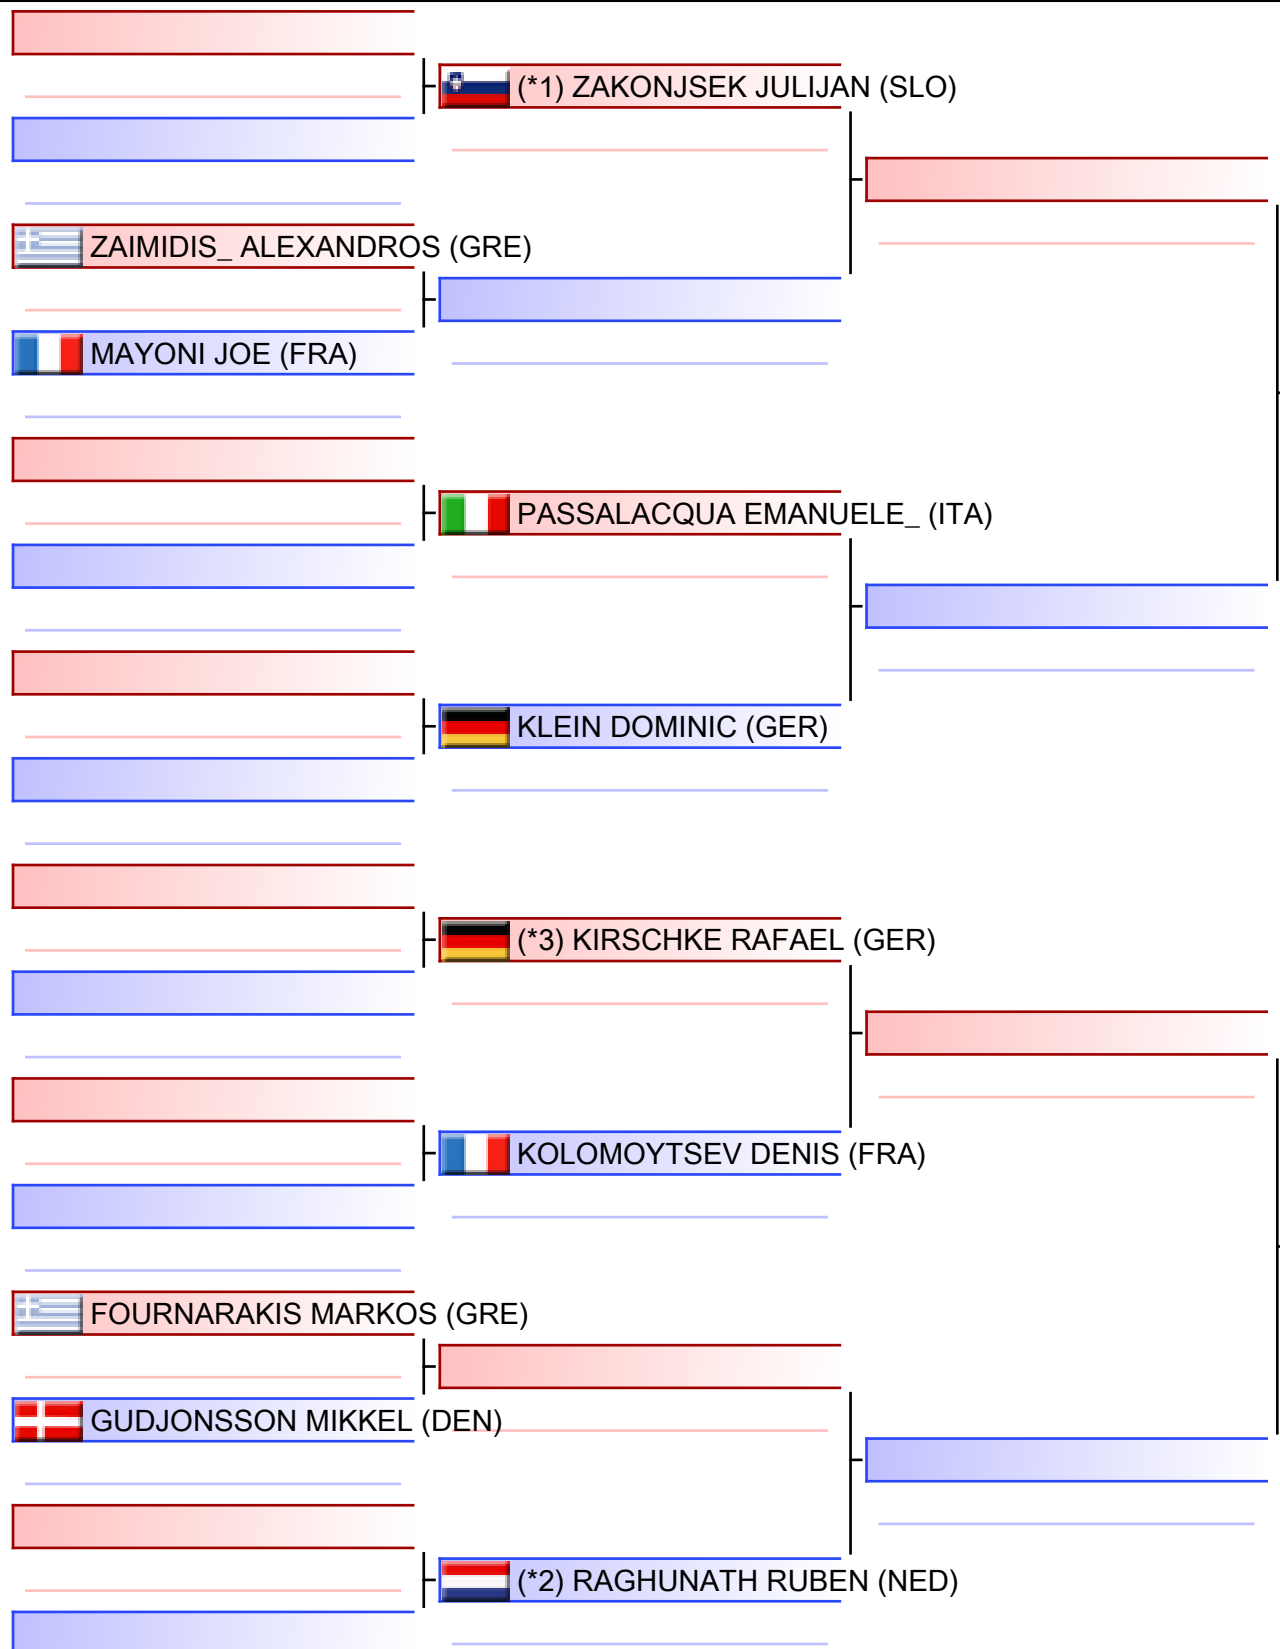 (*1) ZAKONJSEK JULIJAN (SLO)
ZAIMIDIS_ ALEXANDROS (GRE)
MAYONI JOE (FRA)
PASSALACQUA EMANUELE_ (ITA)
KLEIN DOMINIC (GER)
(*3) KIRSCHKE RAFAEL (GER)
KOLOMOYTSEV DENIS (FRA)
FOURNARAKIS MARKOS (GRE)
GUDJONSSON MIKKEL (DEN)
(*2) RAGHUNATH RUBEN (NED)